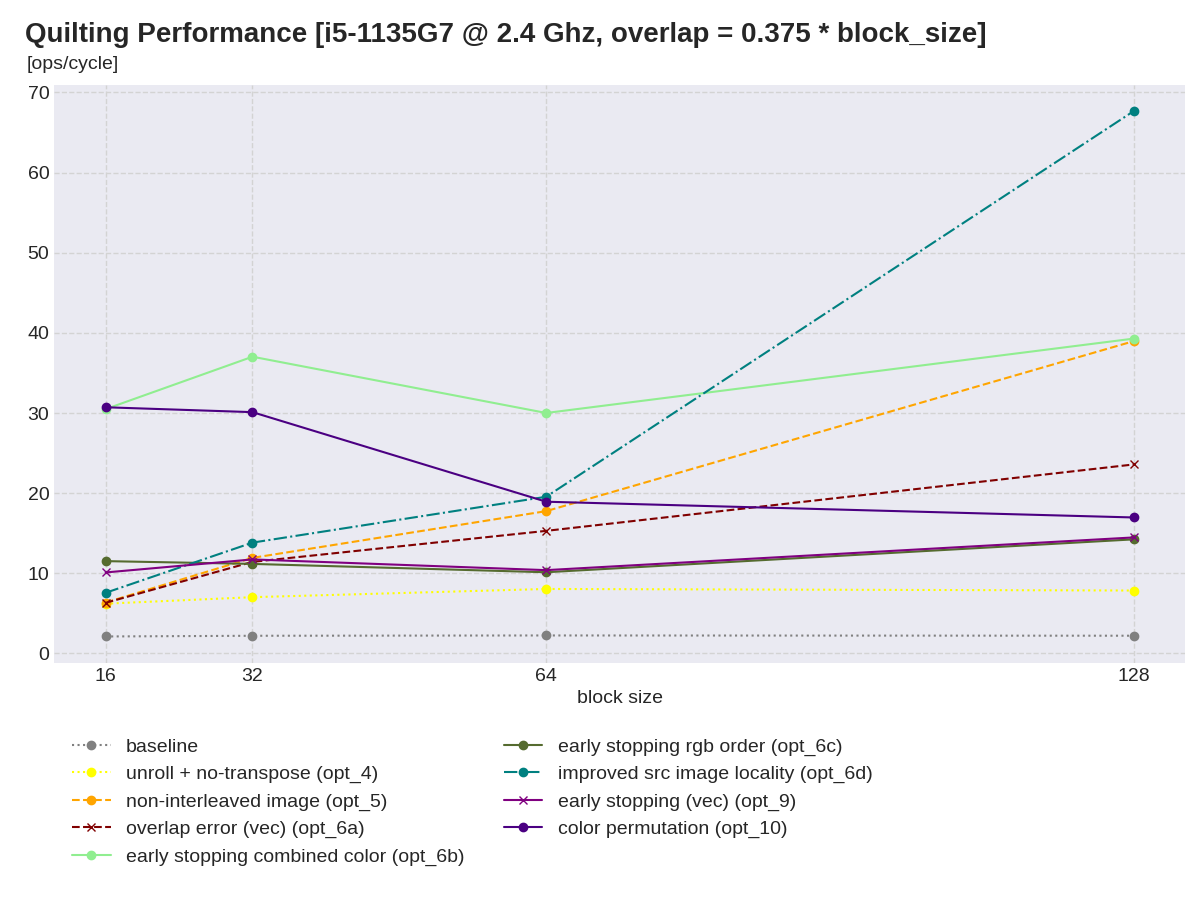 Quilting Performance [i5-1135G7 @ 2.4 Ghz, overlap = 0.375 * block_size]
[ops/cycle]
70
60
50
40
30
20
10
0
16 32 64 128
block size
baseline
unroll + no-transpose (opt_4)
non-interleaved image (opt_5)
overlap error (vec) (opt_6a)
early stopping combined color (opt_6b)
early stopping rgb order (opt_6c)
improved src image locality (opt_6d)
early stopping (vec) (opt_9)
color permutation (opt_10)